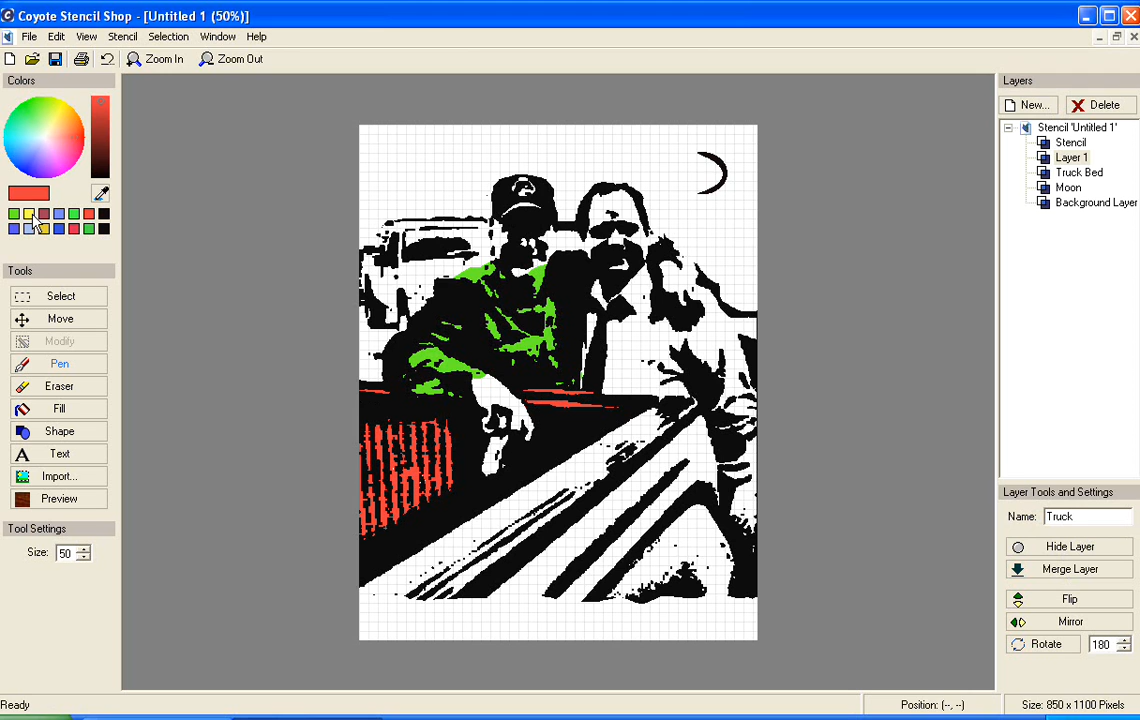 Coyote Stencil Shop - [Untitled 1 (50%)]
File Edit View Stencil Selection Window Help
Zoom In Zoom Out
Colors
Tools
Select
Move
Modify
Pen
Eraser
Fill
Shape
Text
Import...
Preview
Tool Settings
Size: 50
Layers
New... Delete
Stencil 'Untitled 1'
Stencil
Layer 1
Truck Bed
Moon
Background Layer
Layer Tools and Settings
Name: Truck
Hide Layer
Merge Layer
Flip
Mirror
Rotate 180
Ready Position: (--, --) Size: 850 x 1100 Pixels